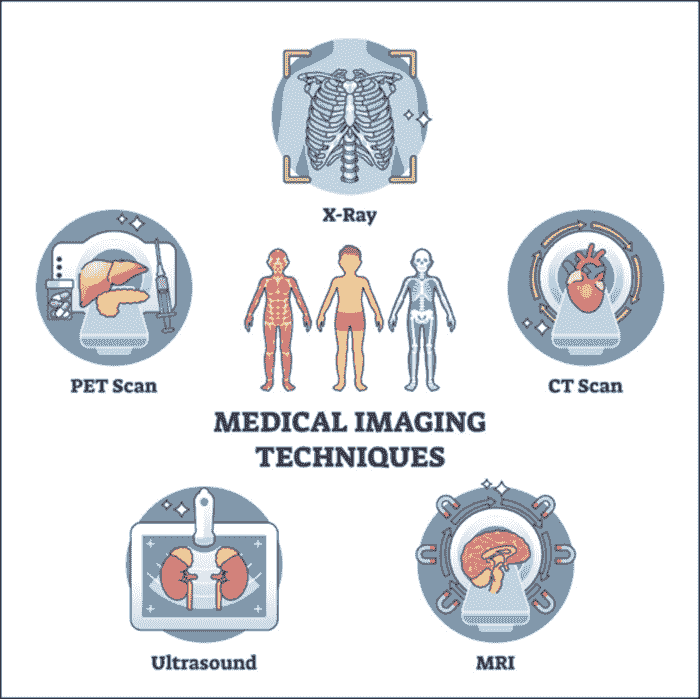 X-Ray
PET Scan
CT Scan
MEDICAL IMAGING
TECHNIQUES
Ultrasound
MRI